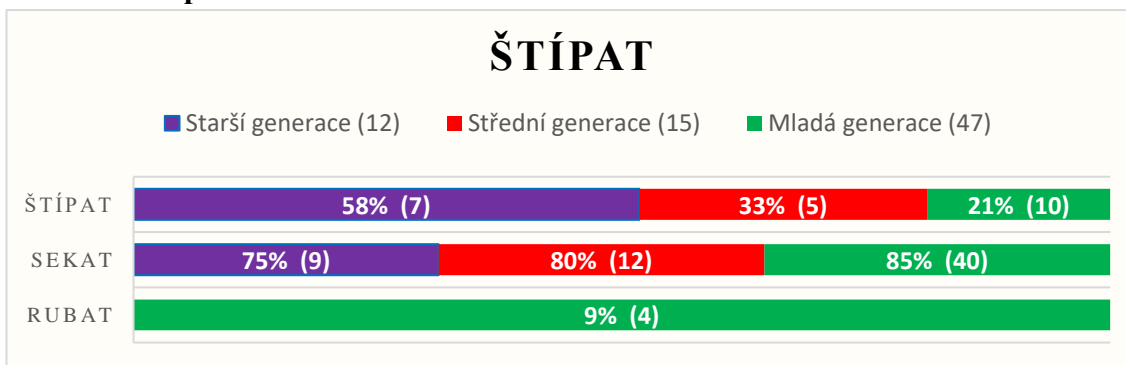 ŠTÍPAT
Starší generace (12) Střední generace (15) Mladá generace (47)
ŠTÍPAT 58% (7) 33% (5) 21% (10)
SEKAT 75% (9) 80% (12) 85% (40)
RUBAT 9% (4)